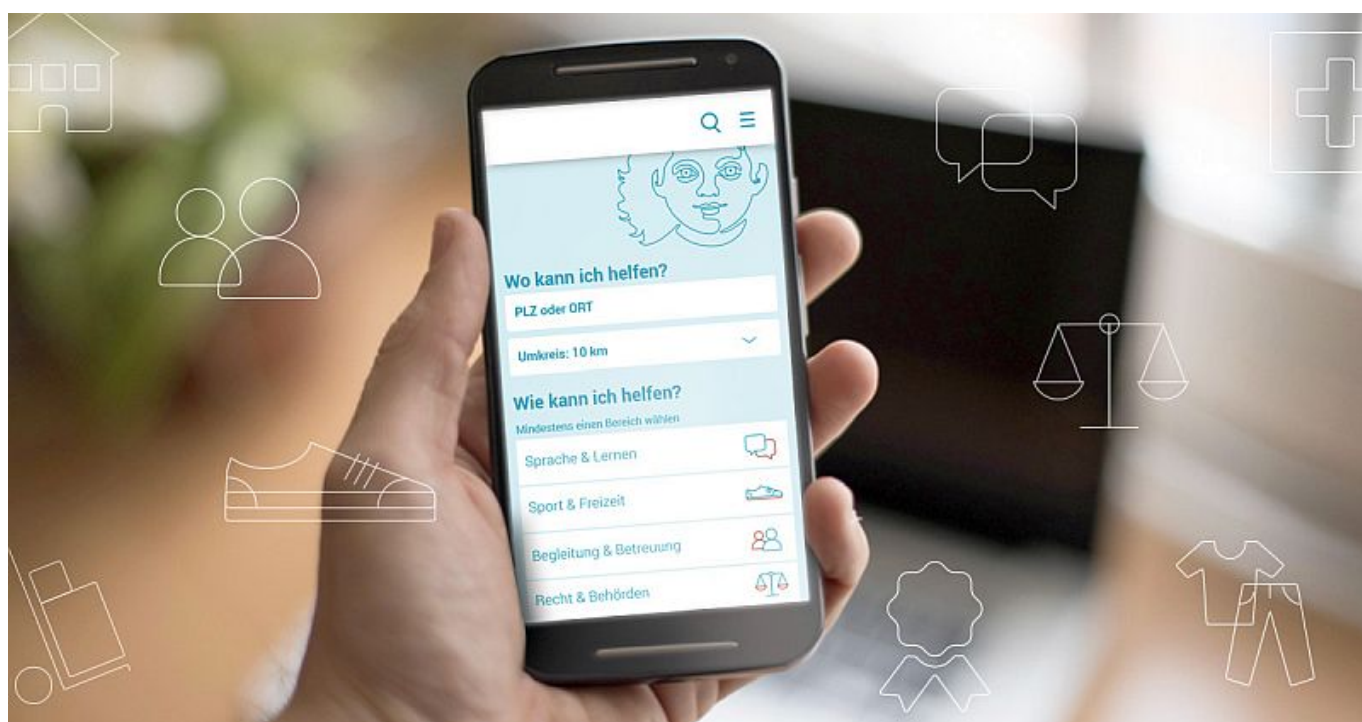 Wo kann ich helfen?
PLZ oder ORT
Umkreis: 10 km
Wie kann ich helfen?
Mindestens einen Bereich wählen
Sprache & Lernen
Sport & Freizeit
Begleitung & Betreuung
Recht & Behörden